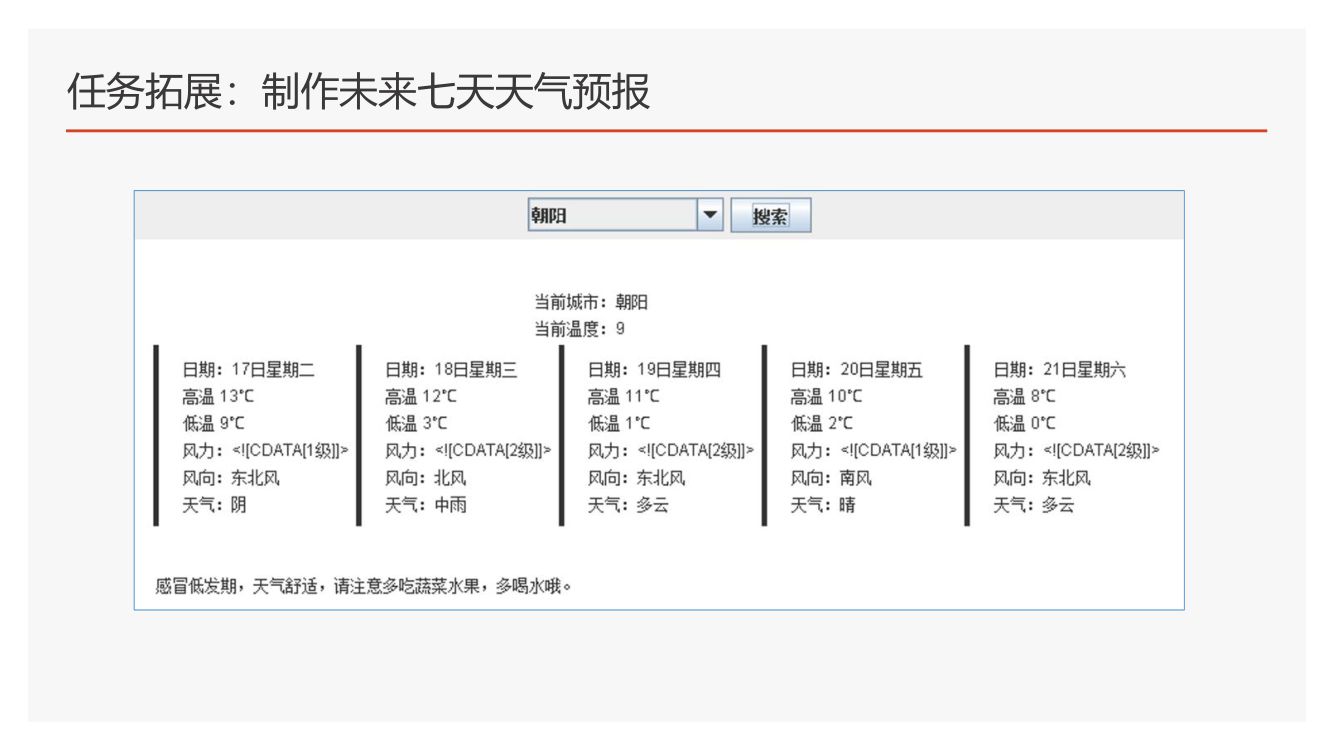 任务拓展：制作未来七天天气预报
朝阳
搜索
当前城市：朝阳
当前温度：9
日期：17日星期二
高温 13℃
低温 9℃
风力：<![CDATA[1级]]>
风向：东北风
天气：阴
日期：18日星期三
高温 12℃
低温 3℃
风力：<![CDATA[2级]]>
风向：北风
天气：中雨
日期：19日星期四
高温 11℃
低温 1℃
风力：<![CDATA[2级]]>
风向：东北风
天气：多云
日期：20日星期五
高温 10℃
低温 2℃
风力：<![CDATA[1级]]>
风向：南风
天气：晴
日期：21日星期六
高温 8℃
低温 0℃
风力：<![CDATA[2级]]>
风向：东北风
天气：多云
感冒低发期，天气舒适，请注意多吃蔬菜水果，多喝水哦。